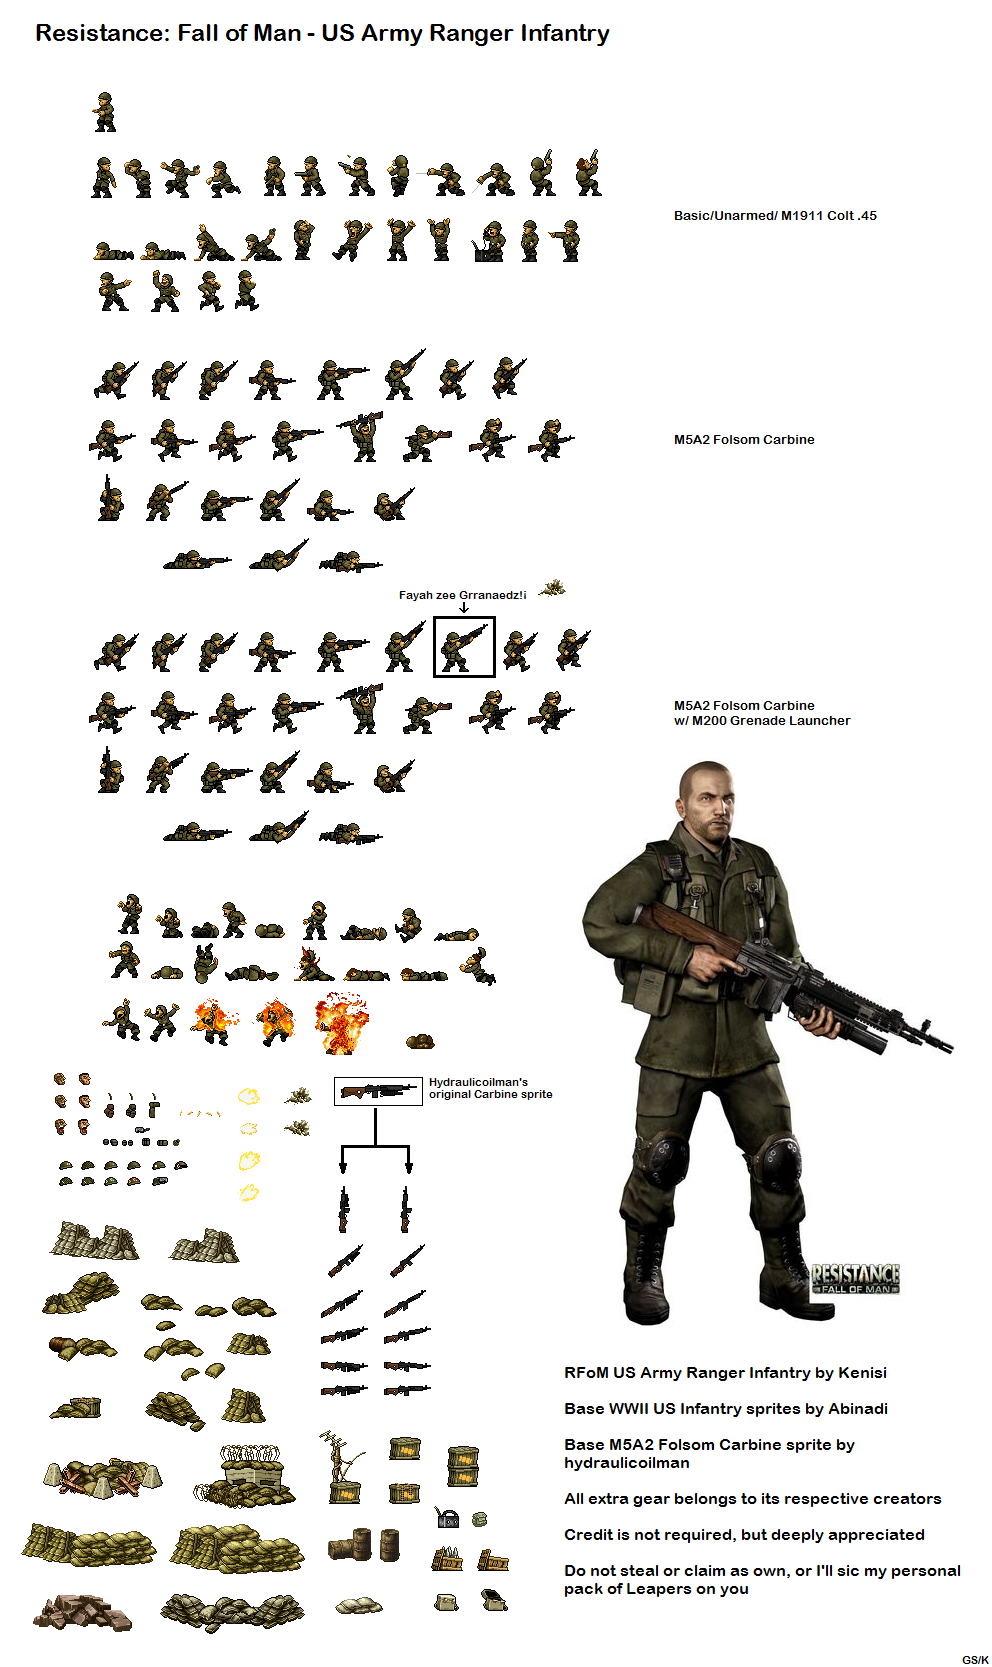 Resistance: Fall of Man - US Army Ranger Infantry
Basic/Unarmed/ M1911 Colt .45
M5A2 Folsom Carbine
Fayah zee Grranaedz!¡
M5A2 Folsom Carbine
w/ M200 Grenade Launcher
Hydraulicoilman's
original Carbine sprite
RESISTANCE
FALL OF MAN
RFoM US Army Ranger Infantry by Kenisi
Base WWII US Infantry sprites by Abinadi
Base M5A2 Folsom Carbine sprite by
hydraulicoilman
All extra gear belongs to its respective creators
Credit is not required, but deeply appreciated
Do not steal or claim as own, or I'll sic my personal
pack of Leapers on you
GS/K